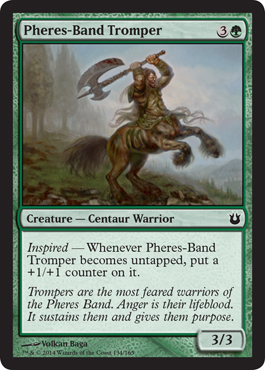 Pheres-Band Tromper 3
Creature — Centaur Warrior
Inspired — Whenever Pheres-Band
Tromper becomes untapped, put a
+1/+1 counter on it.
Trompers are the most feared warriors of
the Pheres Band. Anger is their lifeblood.
It sustains them and gives them purpose.
Volkan Baga
™ & © 2014 Wizards of the Coast 134/165
3/3